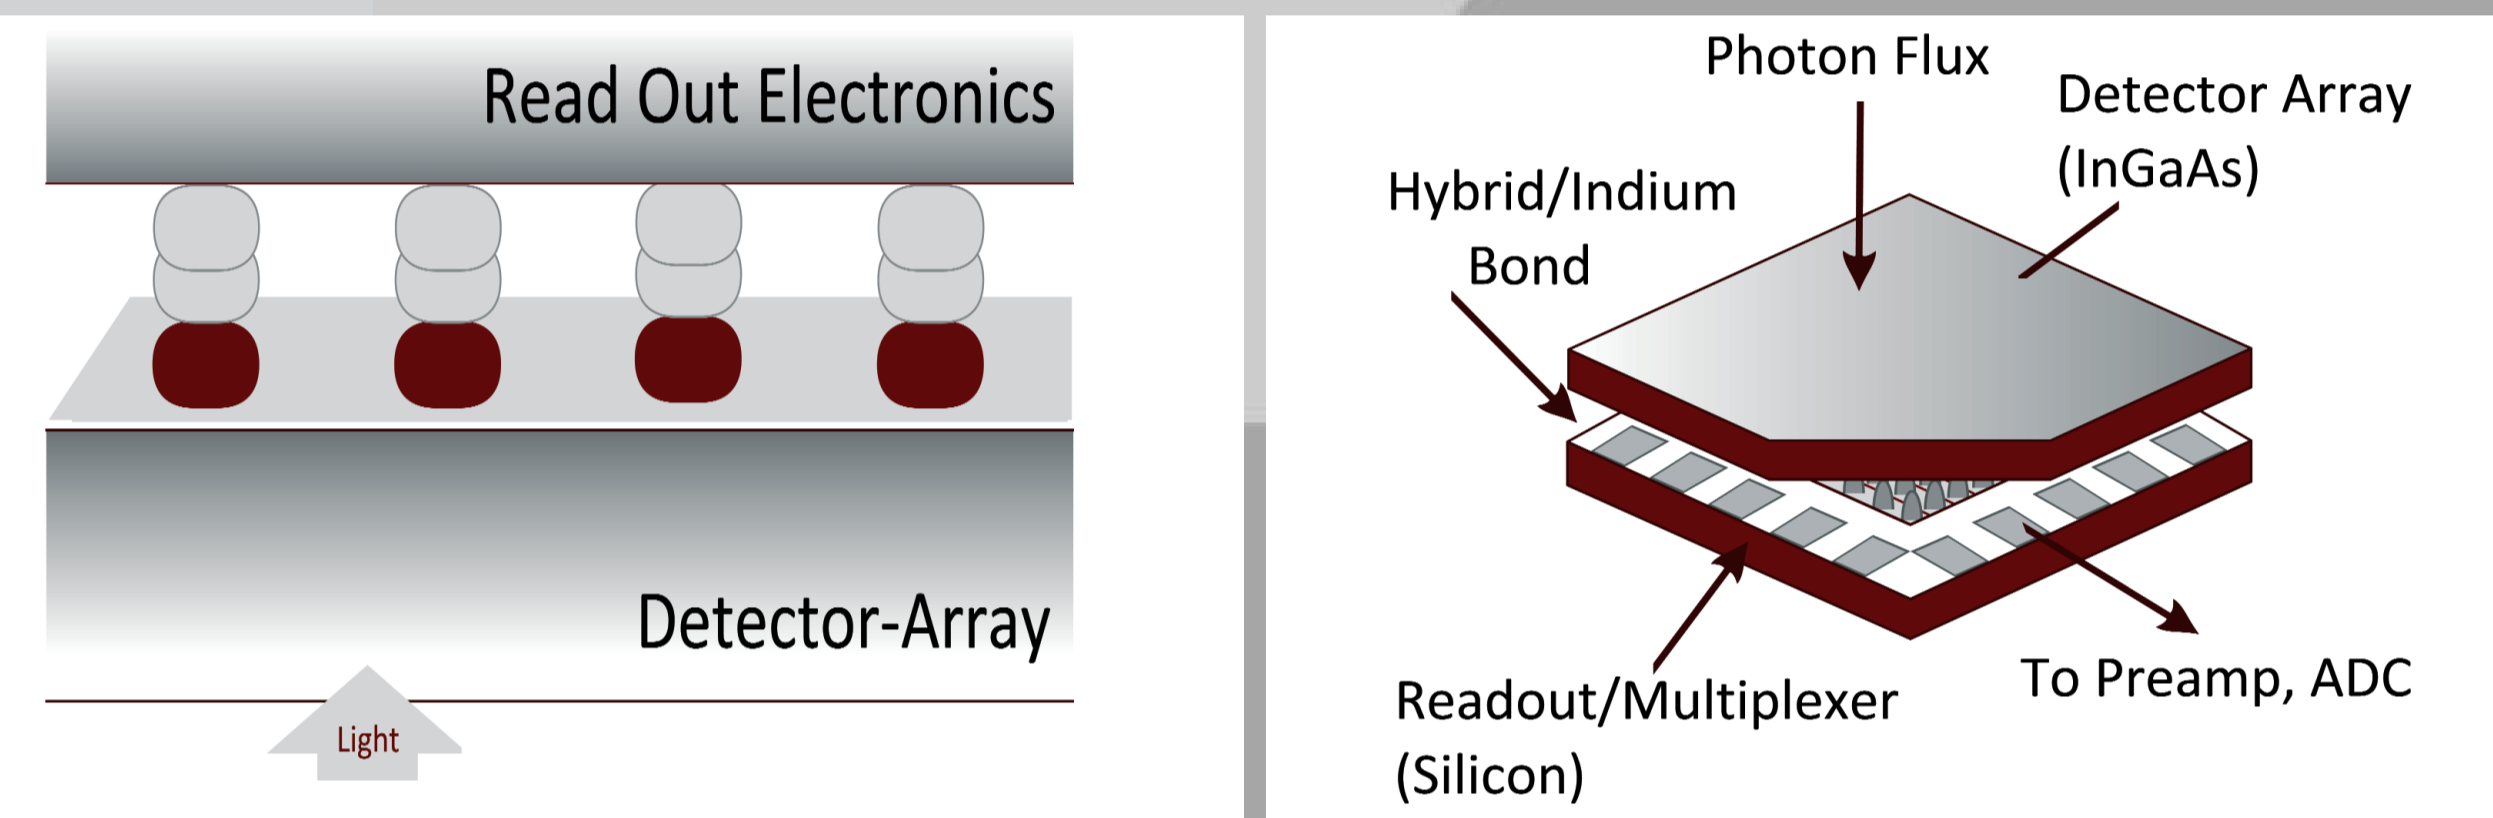 Read Out Electronics
Detector-Array
Light
Photon Flux
Detector Array
(InGaAs)
Hybrid/Indium
Bond
Readout/Multiplexer
(Silicon)
To Preamp, ADC